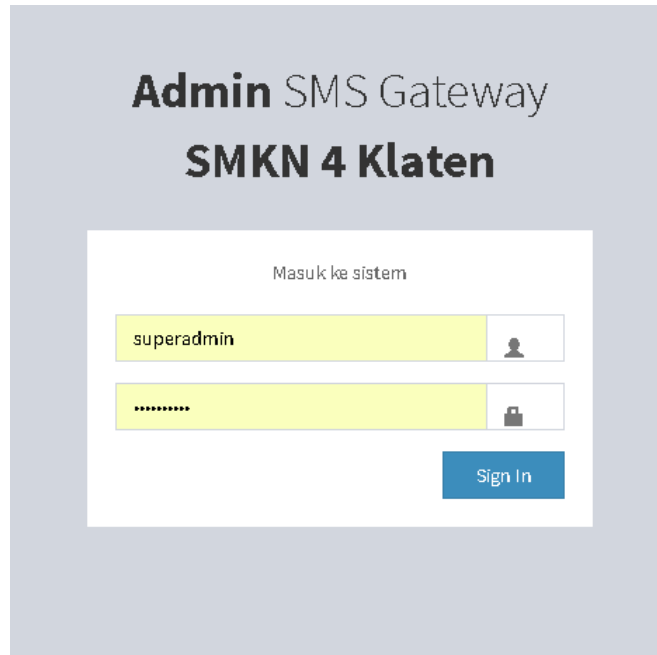 Admin SMS Gateway
SMKN 4 Klaten
Masuk ke sistem
superadmin
••••••••••
Sign In